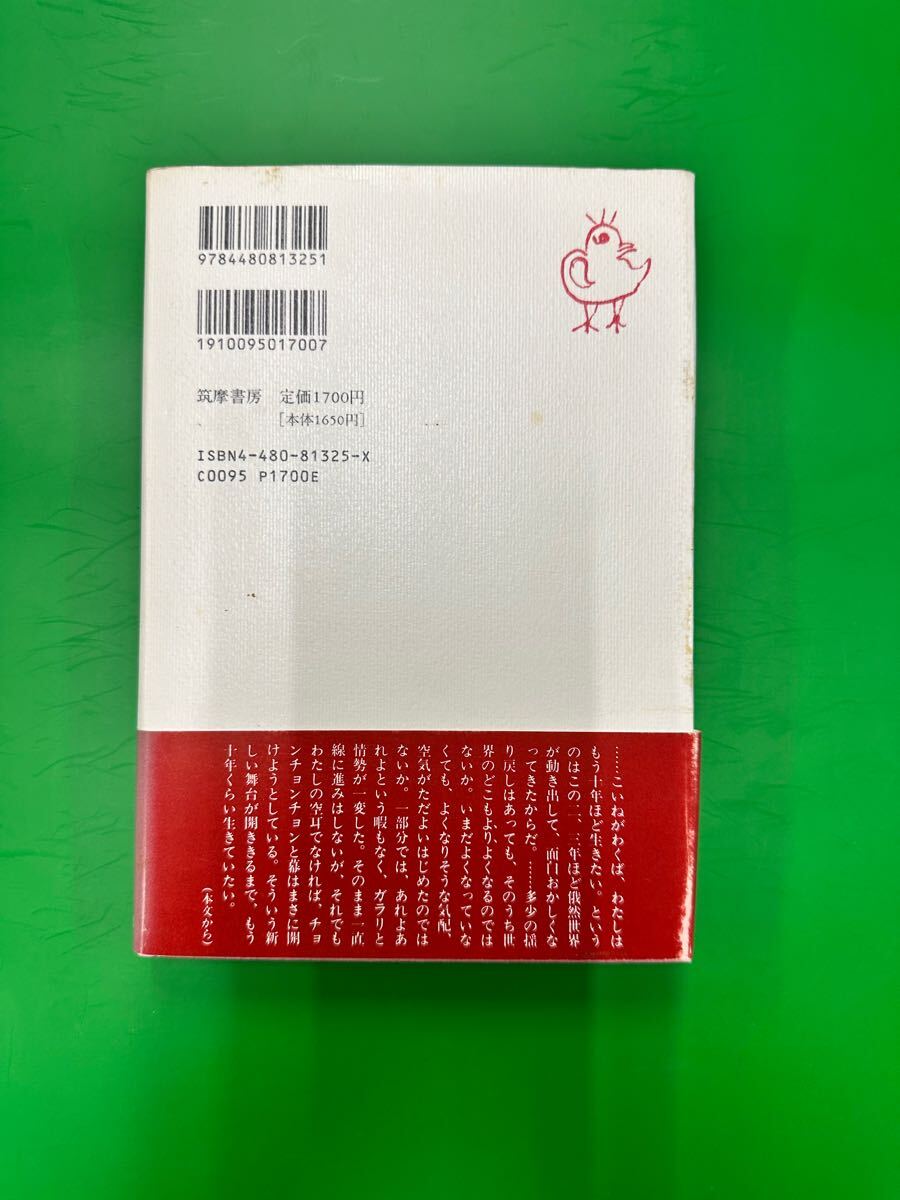 9784480813251
1910095017007
筑摩書房 定価1700円
[本体1650円]
ISBN4-480-81325-X
C0095 P1700E
……こいねがわくば、わたしは
もう十年ほど生きたい。という
のはこの二、三年ほど俄然世界
が動き出して、面白おかしくな
ってきたからだ。……多少の揺
り戻しはあっても、そのうち世
界のどこもよりよくなるのでは
ないか。いまだよくなっていな
くても、よくなりそうな気配、
空気がただよいはじめたのでは
ないか。一部分では、あれよあ
れよという暇もなく、ガラリと
情勢が一変した。そのまま一直
線に進みはしないが、それでも
わたしの空耳でなければ、チョ
ンチョンチョンと幕はまさに開
けようとしている。そういう新
しい舞台が開ききるまで、もう
十年くらい生きていたい。
(本文から)